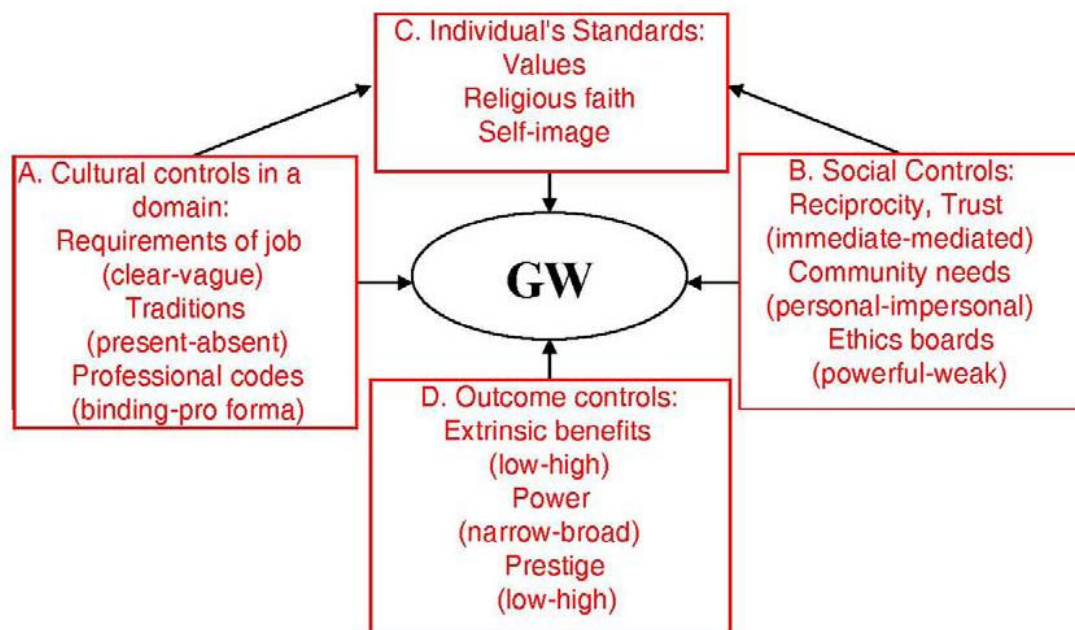 C. Individual's Standards:
Values
Religious faith
Self-image
A. Cultural controls in a
domain:
Requirements of job
(clear-vague)
Traditions
(present-absent)
Professional codes
(binding-pro forma)
GW
B. Social Controls:
Reciprocity, Trust
(immediate-mediated)
Community needs
(personal-impersonal)
Ethics boards
(powerful-weak)
D. Outcome controls:
Extrinsic benefits
(low-high)
Power
(narrow-broad)
Prestige
(low-high)